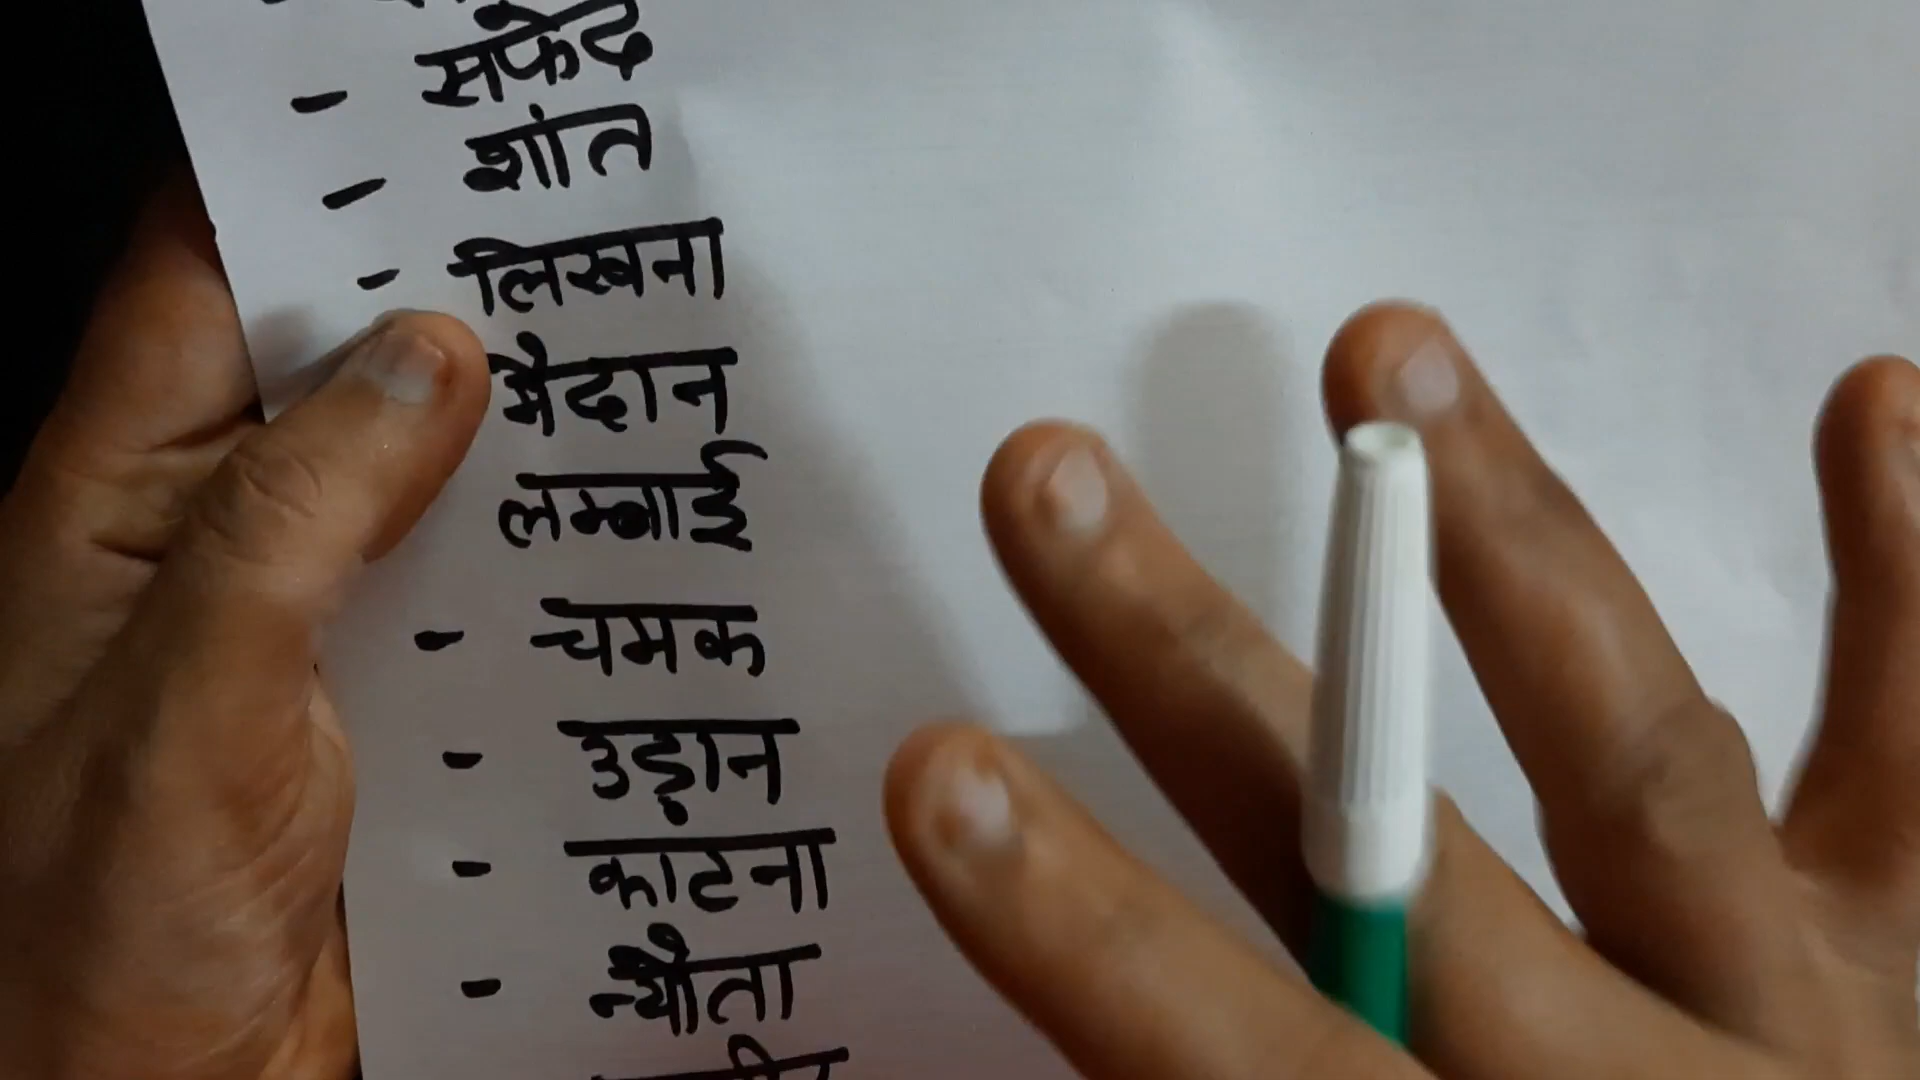 - सफेद
- शांत
- लिखना
मैदान
लम्बाई
- चमक
- उड़ान
- काटना
- न्यौता